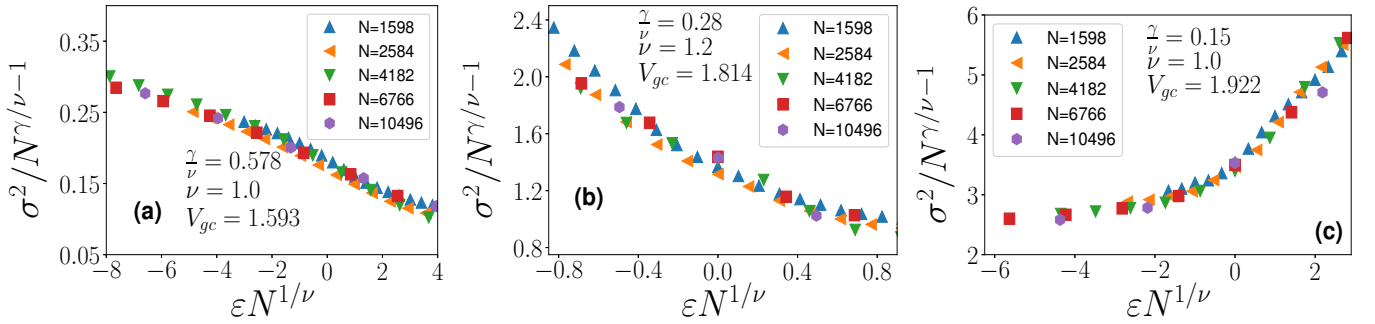 0.35
0.25
0.15
0.05
σ²/N^{γ/ν−1}
N=1598
N=2584
N=4182
N=6766
N=10496
γ/ν = 0.578
ν = 1.0
V_{gc} = 1.593
(a)
−8 −6 −4 −2 0 2 4
εN^{1/ν}
2.4
2.0
1.6
1.2
0.8
σ²/N^{γ/ν−1}
γ/ν = 0.28
ν = 1.2
V_{gc} = 1.814
N=1598
N=2584
N=4182
N=6766
N=10496
(b)
−0.8 −0.4 0.0 0.4 0.8
εN^{1/ν}
6
5
4
3
2
σ²/N^{γ/ν−1}
N=1598
N=2584
N=4182
N=6766
N=10496
γ/ν = 0.15
ν = 1.0
V_{gc} = 1.922
(c)
−6 −4 −2 0 2
εN^{1/ν}